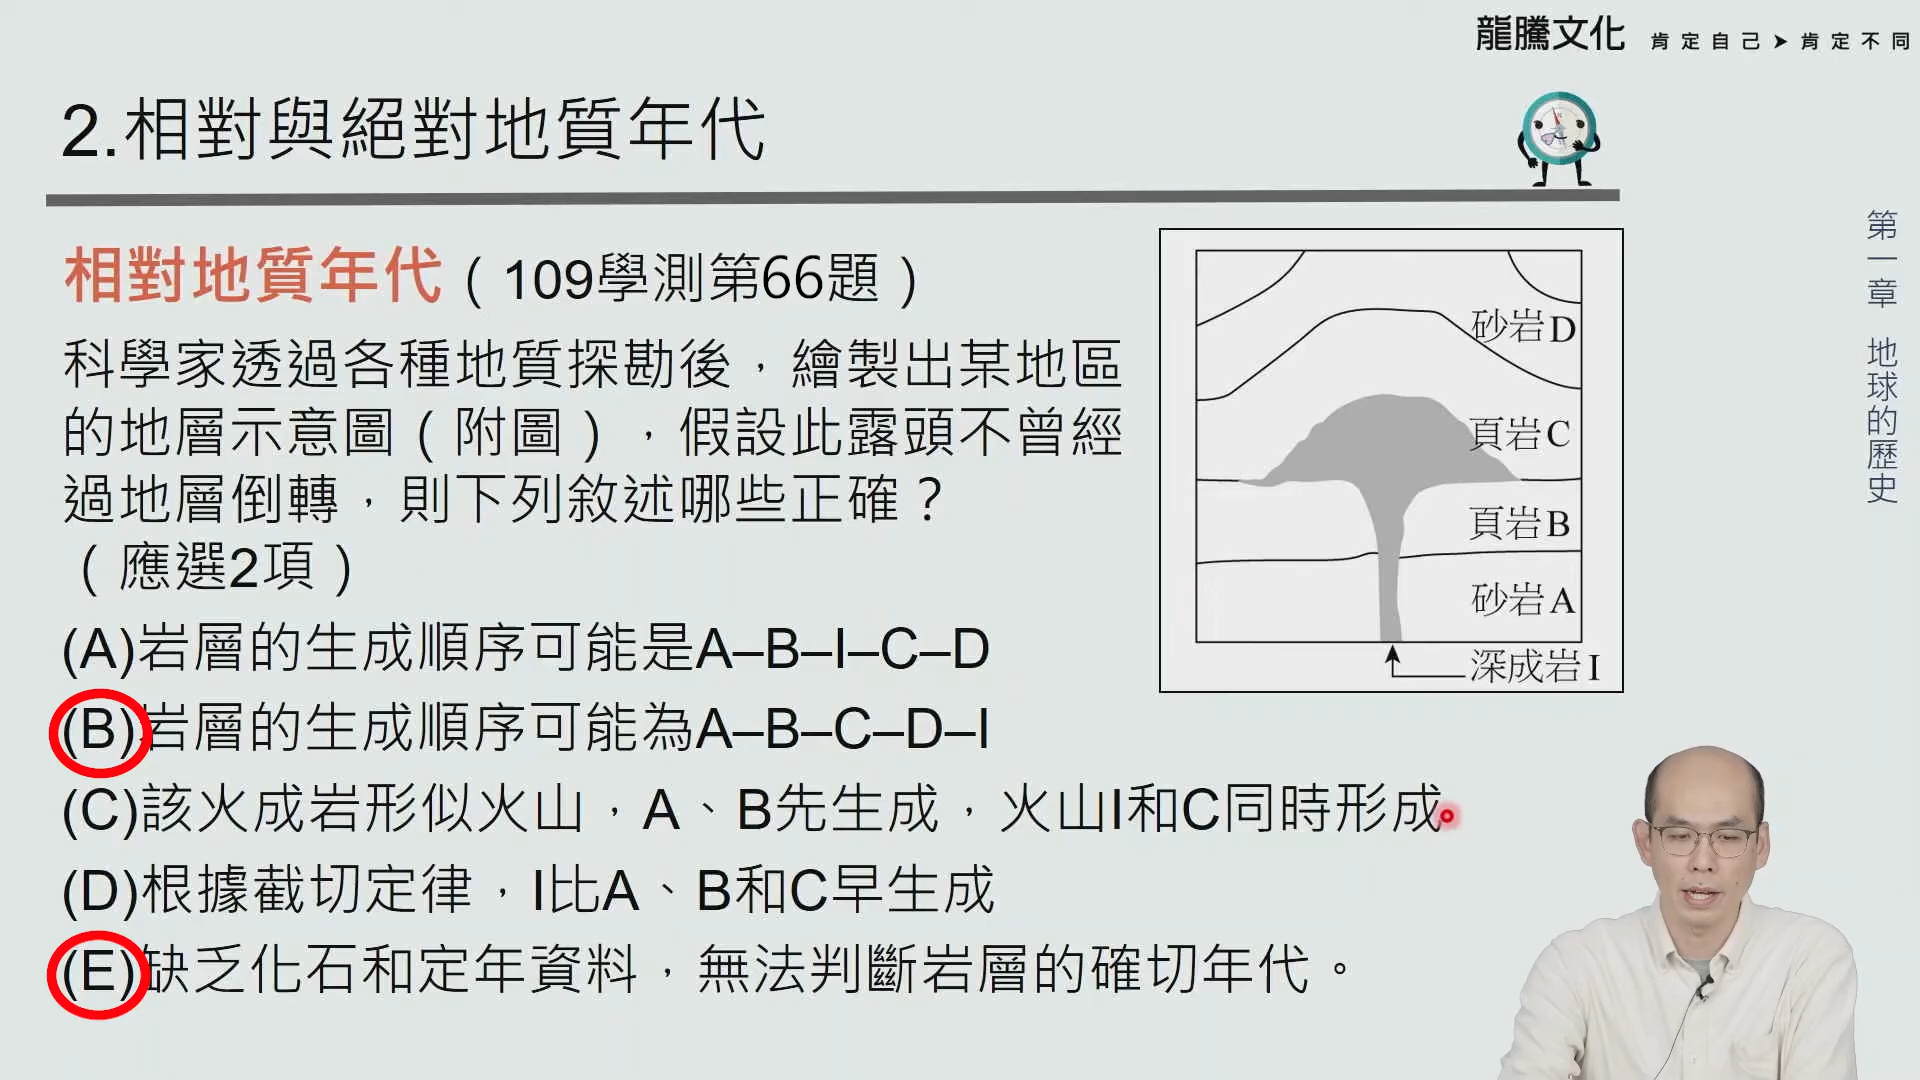 龍騰文化 肯定自己➤肯定不同
2.相對與絕對地質年代
相對地質年代（109學測第66題）
科學家透過各種地質探勘後，繪製出某地區
的地層示意圖（附圖），假設此露頭不曾經
過地層倒轉，則下列敘述哪些正確？
（應選2項）
(A)岩層的生成順序可能是A–B–I–C–D
(B)岩層的生成順序可能為A–B–C–D–I
(C)該火成岩形似火山，A、B先生成，火山I和C同時形成
(D)根據截切定律，I比A、B和C早生成
(E)缺乏化石和定年資料，無法判斷岩層的確切年代。
砂岩D
頁岩C
頁岩B
砂岩A
深成岩I
第一章 地球的歷史